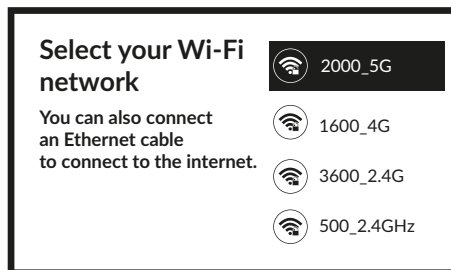 Select your Wi-Fi
network
You can also connect
an Ethernet cable
to connect to the internet.
2000_5G
1600_4G
3600_2.4G
500_2.4GHz